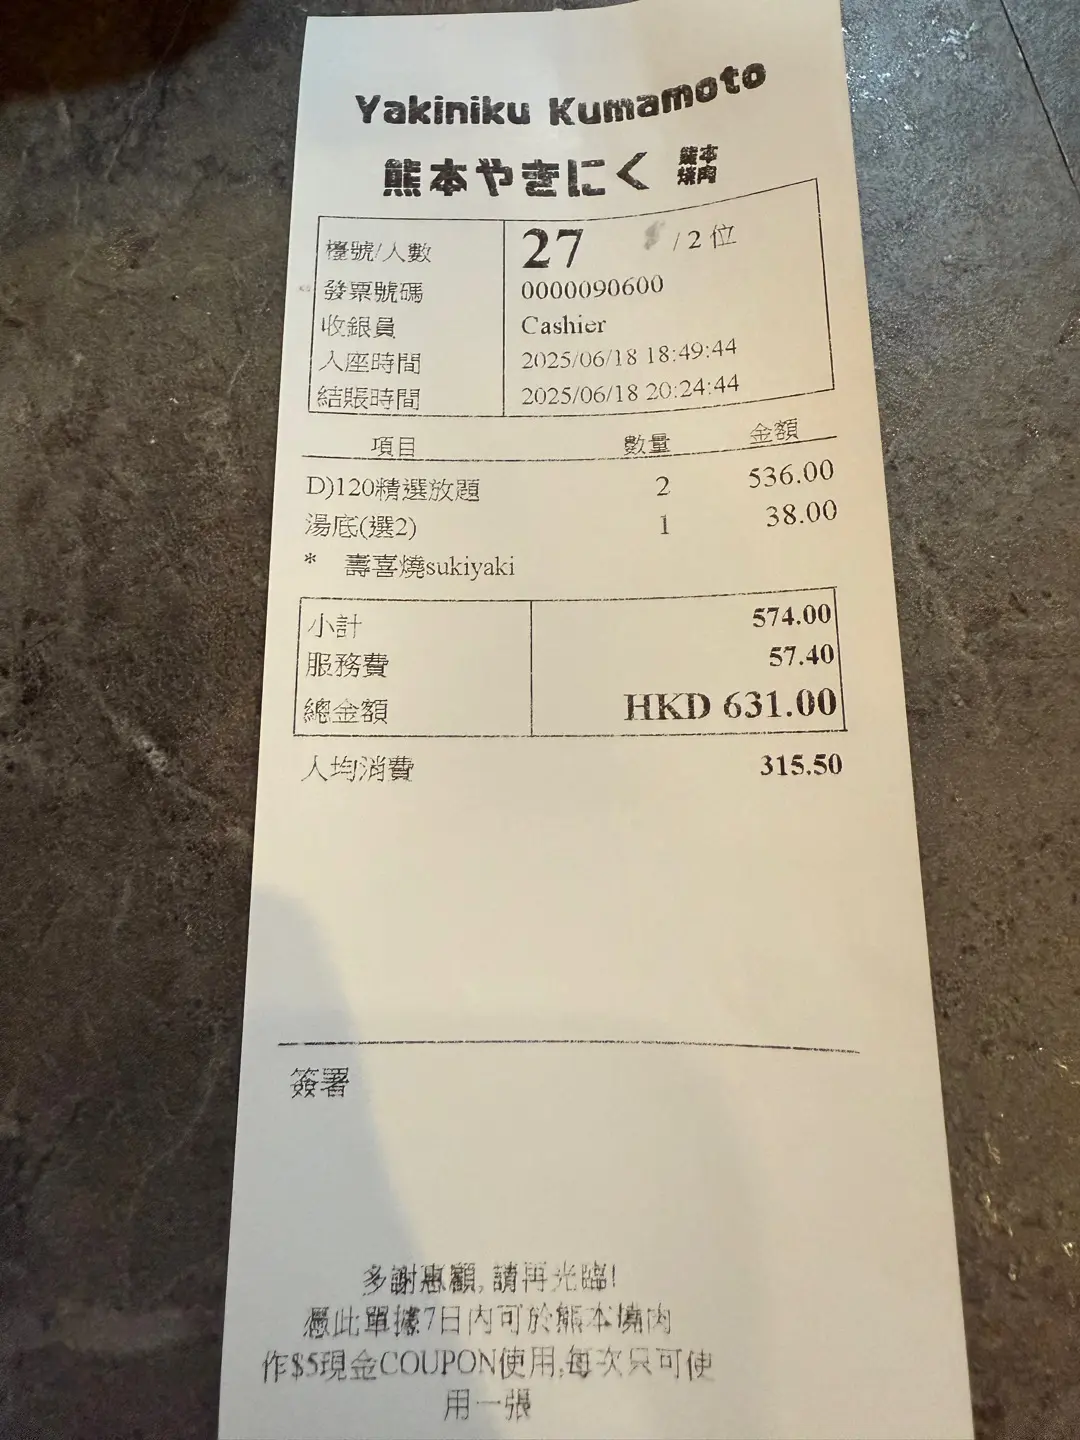 Yakiniku Kumamoto
熊本やきにく 熊本燒肉
檯號/人數 27 /2 位
發票號碼 0000090600
收銀員 Cashier
入座時間 2025/06/18 18:49:44
結賬時間 2025/06/18 20:24:44
項目 數量 金額
D)120精選放題 2 536.00
湯底(選2) 1 38.00
* 壽喜燒sukiyaki
小計 574.00
服務費 57.40
總金額 HKD 631.00
人均消費 315.50
簽署
多謝惠顧,請再光臨!
憑此單據7日內可於熊本燒肉
作$5現金COUPON使用,每次只可使
用一張